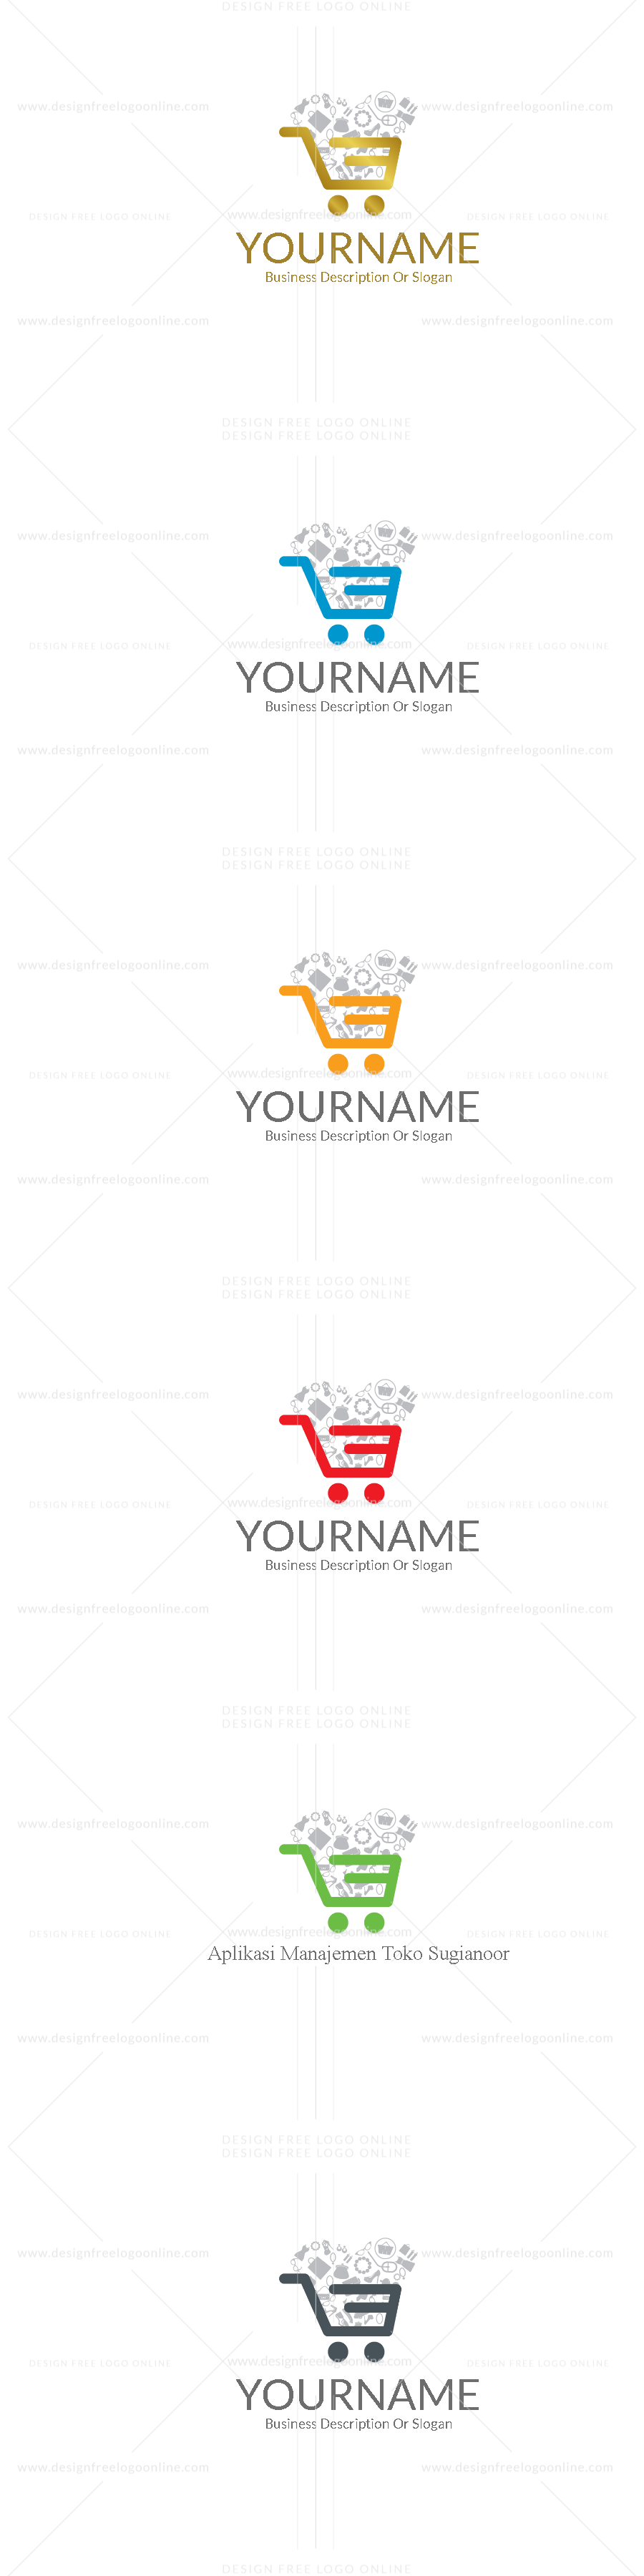 DESIGN FREE LOGO ONLINE
www.designfreelogoonline.com www.designfreelogoonline.com
DESIGN FREE LOGO ONLINE www.designfreelogoonline.com DESIGN FREE LOGO ONLINE
YOURNAME
Business Description Or Slogan
www.designfreelogoonline.com www.designfreelogoonline.com
DESIGN FREE LOGO ONLINE
DESIGN FREE LOGO ONLINE
www.designfreelogoonline.com www.designfreelogoonline.com
DESIGN FREE LOGO ONLINE www.designfreelogoonline.com DESIGN FREE LOGO ONLINE
YOURNAME
Business Description Or Slogan
www.designfreelogoonline.com www.designfreelogoonline.com
DESIGN FREE LOGO ONLINE
DESIGN FREE LOGO ONLINE
www.designfreelogoonline.com www.designfreelogoonline.com
DESIGN FREE LOGO ONLINE www.designfreelogoonline.com DESIGN FREE LOGO ONLINE
YOURNAME
Business Description Or Slogan
www.designfreelogoonline.com www.designfreelogoonline.com
DESIGN FREE LOGO ONLINE
DESIGN FREE LOGO ONLINE
www.designfreelogoonline.com www.designfreelogoonline.com
DESIGN FREE LOGO ONLINE www.designfreelogoonline.com DESIGN FREE LOGO ONLINE
YOURNAME
Business Description Or Slogan
www.designfreelogoonline.com www.designfreelogoonline.com
DESIGN FREE LOGO ONLINE
DESIGN FREE LOGO ONLINE
www.designfreelogoonline.com www.designfreelogoonline.com
DESIGN FREE LOGO ONLINE www.designfreelogoonline.com DESIGN FREE LOGO ONLINE
Aplikasi Manajemen Toko Sugianoor
www.designfreelogoonline.com www.designfreelogoonline.com
DESIGN FREE LOGO ONLINE
DESIGN FREE LOGO ONLINE
www.designfreelogoonline.com www.designfreelogoonline.com
DESIGN FREE LOGO ONLINE www.designfreelogoonline.com DESIGN FREE LOGO ONLINE
YOURNAME
Business Description Or Slogan
www.designfreelogoonline.com www.designfreelogoonline.com
DESIGN FREE LOGO ONLINE